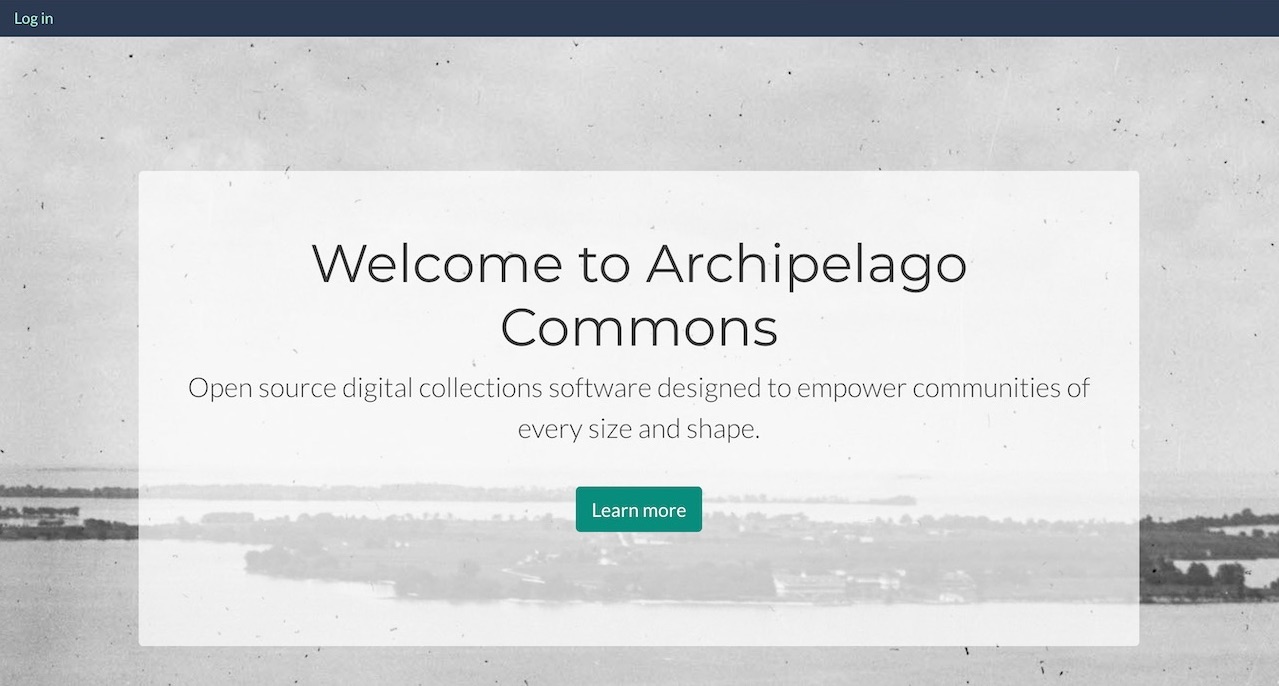 Log in
Welcome to Archipelago
Commons
Open source digital collections software designed to empower communities of
every size and shape.
Learn more